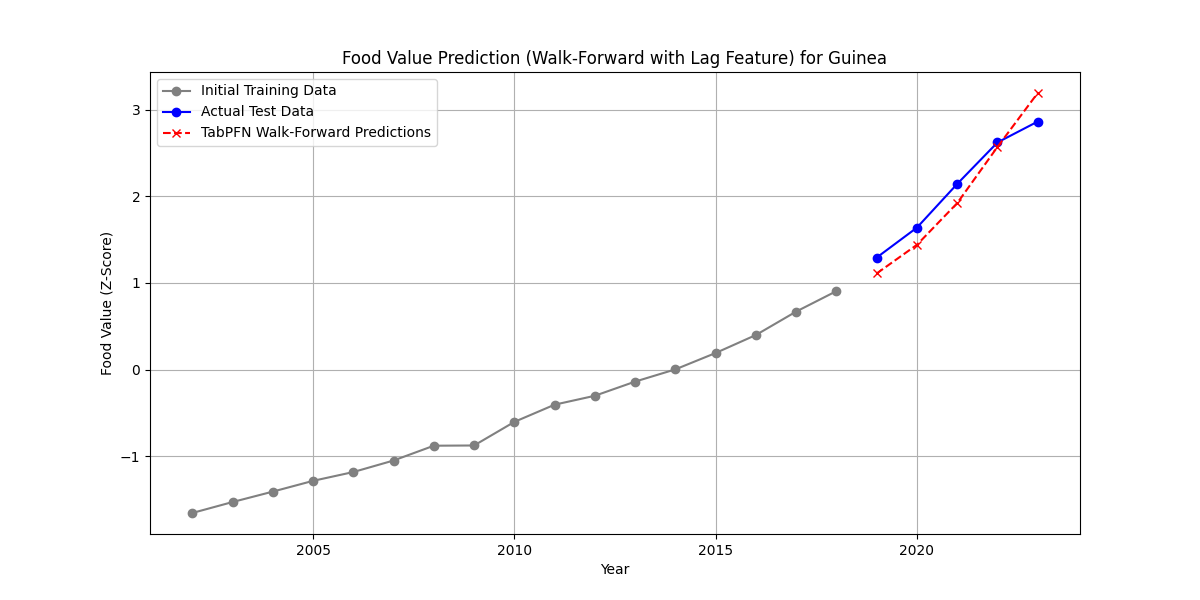 Food Value Prediction (Walk-Forward with Lag Feature) for Guinea
Initial Training Data
Actual Test Data
TabPFN Walk-Forward Predictions
3
2
1
0
−1
Food Value (Z-Score)
2005
2010
2015
2020
Year